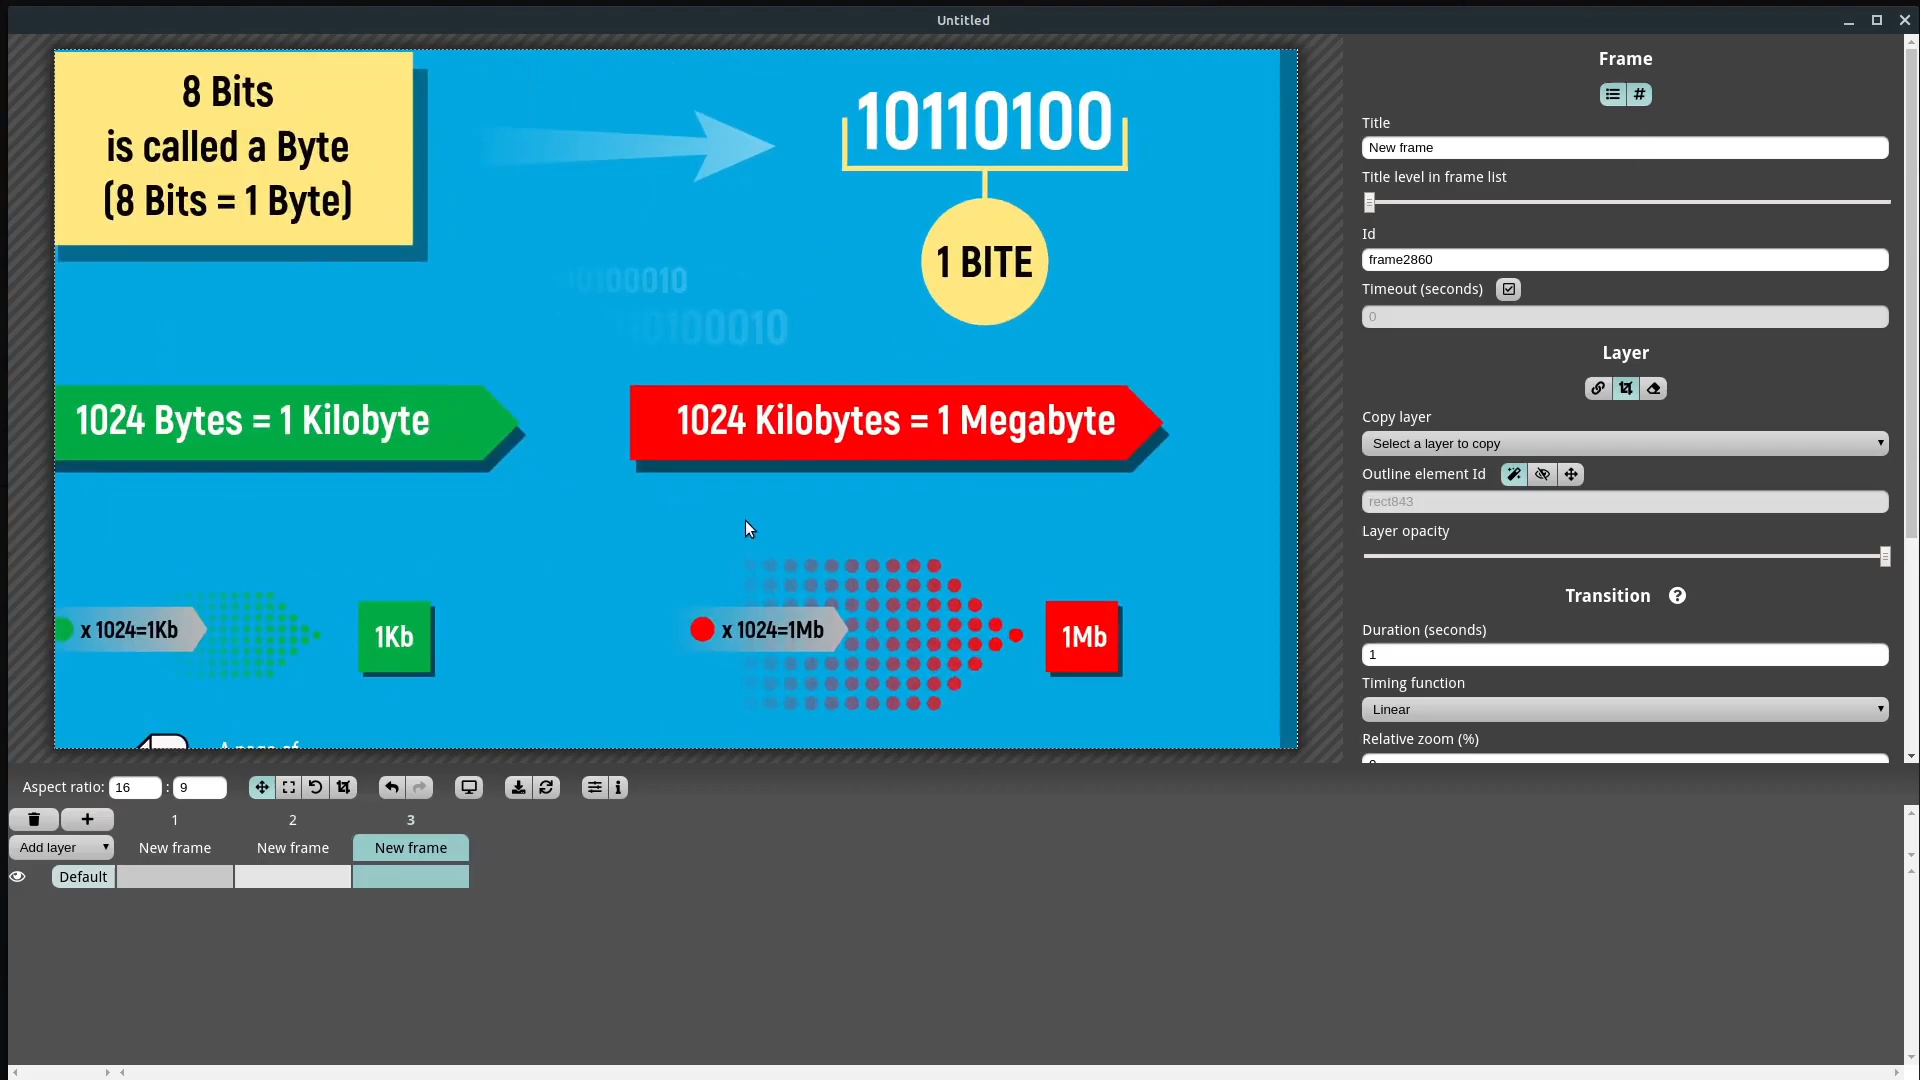 Untitled
8 Bits
is called a Byte
(8 Bits = 1 Byte)
10110100
1 BITE
0100010
10100010
1024 Bytes = 1 Kilobyte
1024 Kilobytes = 1 Megabyte
x 1024=1Kb
1Kb
x 1024=1Mb
1Mb
A page of
Frame
Title
New frame
Title level in frame list
Id
frame2860
Timeout (seconds)
0
Layer
Copy layer
Select a layer to copy
Outline element Id
rect843
Layer opacity
Transition
?
Duration (seconds)
1
Timing function
Linear
Relative zoom (%)
Aspect ratio: 16 : 9
1 2 3
Add layer New frame New frame New frame
Default